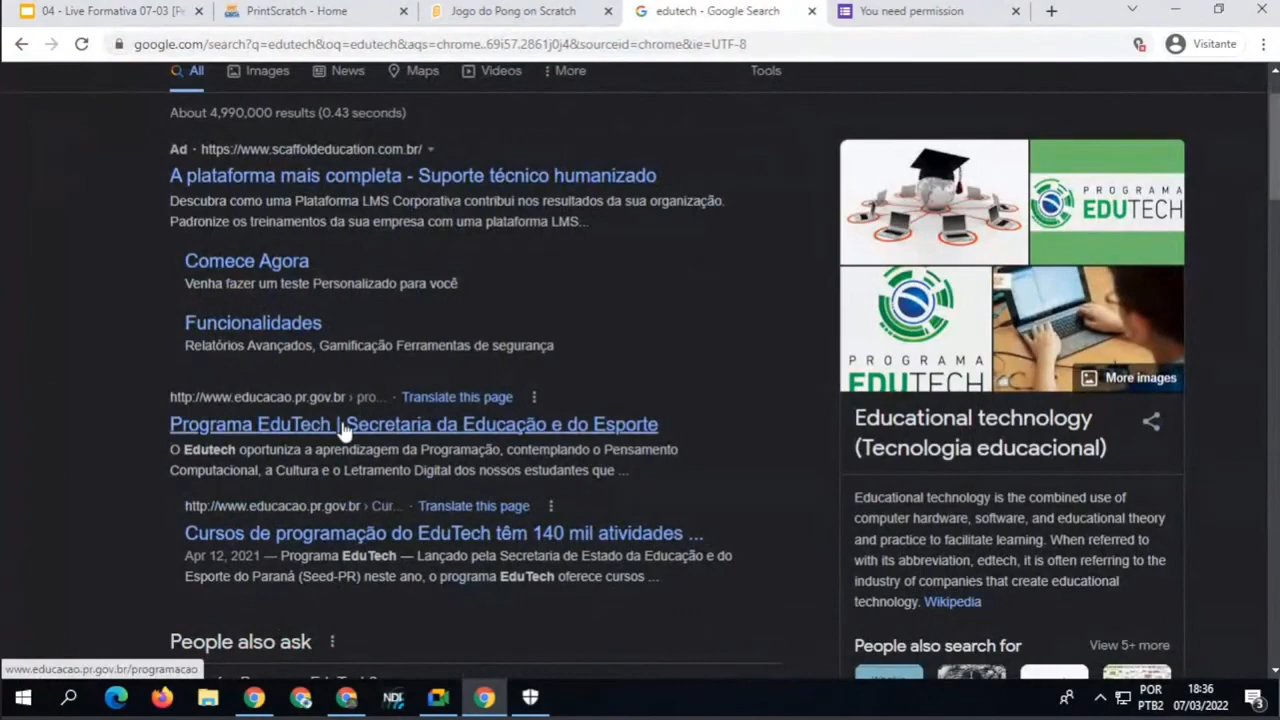 04 - Live Formativa 07-03 [P
PrintScratch - Home
Jogo do Pong on Scratch
edutech - Google Search
You need permission
google.com/search?q=edutech&oq=edutech&aqs=chrome..69i57.2861j0j4&sourceid=chrome&ie=UTF-8
Visitante
All
Images
News
Maps
Videos
More
Tools
About 4,990,000 results (0.43 seconds)
Ad · https://www.scaffoldeducation.com.br/
A plataforma mais completa - Suporte técnico humanizado
Descubra como uma Plataforma LMS Corporativa contribui nos resultados da sua organização.
Padronize os treinamentos da sua empresa com uma plataforma LMS...
Comece Agora
Venha fazer um teste Personalizado para você
Funcionalidades
Relatórios Avançados, Gamificação Ferramentas de segurança
http://www.educacao.pr.gov.br › pro... · Translate this page
Programa EduTech | Secretaria da Educação e do Esporte
O Edutech oportuniza a aprendizagem da Programação, contemplando o Pensamento
Computacional, a Cultura e o Letramento Digital dos nossos estudantes que ...
http://www.educacao.pr.gov.br › Cur... · Translate this page
Cursos de programação do EduTech têm 140 mil atividades ...
Apr 12, 2021 — Programa EduTech — Lançado pela Secretaria de Estado da Educação e do
Esporte do Paraná (Seed-PR) neste ano, o programa EduTech oferece cursos ...
People also ask
www.educacao.pr.gov.br/programacao
PROGRAMA
EDUTECH
PROGRAMA
EDUTECH
More images
Educational technology
(Tecnologia educacional)
Educational technology is the combined use of
computer hardware, software, and educational theory
and practice to facilitate learning. When referred to
with its abbreviation, edtech, it is often referring to the
industry of companies that create educational
technology. Wikipedia
People also search for
View 5+ more
NDI
POR
PTB2
18:36
07/03/2022
3